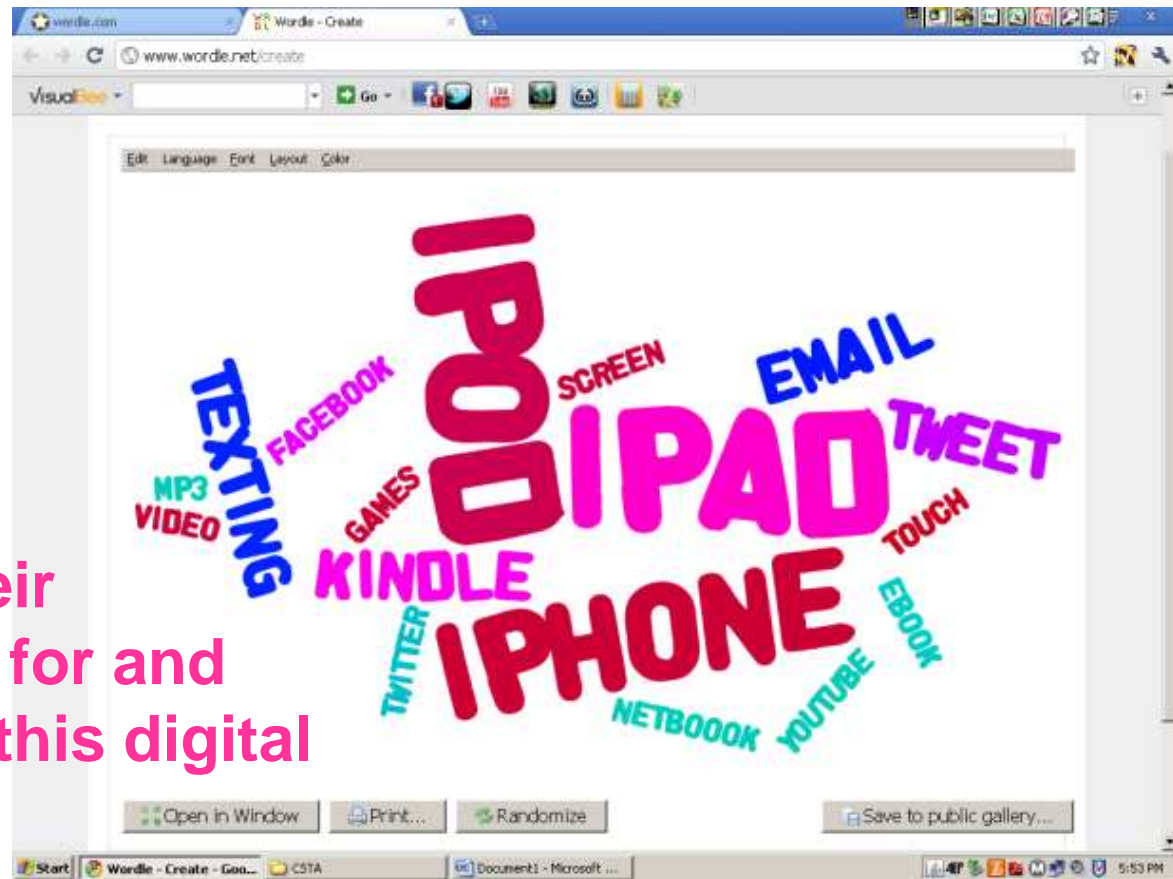 wordle.com
Wordle - Create
www.wordle.net/create
VisualBee
Go
Edit Language Font Layout Color
IPOD
SCREEN
EMAIL
TEXTING
FACEBOOK
IPAD
TWEET
MP3
VIDEO
GAMES
TOUCH
KINDLE
IPHONE
EBOOK
TWITTER
NETBOOOK
YOUTUBE
eir
for and
this digital
Open in Window
Print...
Randomize
Save to public gallery...
Start
Wordle - Create - Goo...
CSTA
Document1 - Microsoft ...
5:53 PM